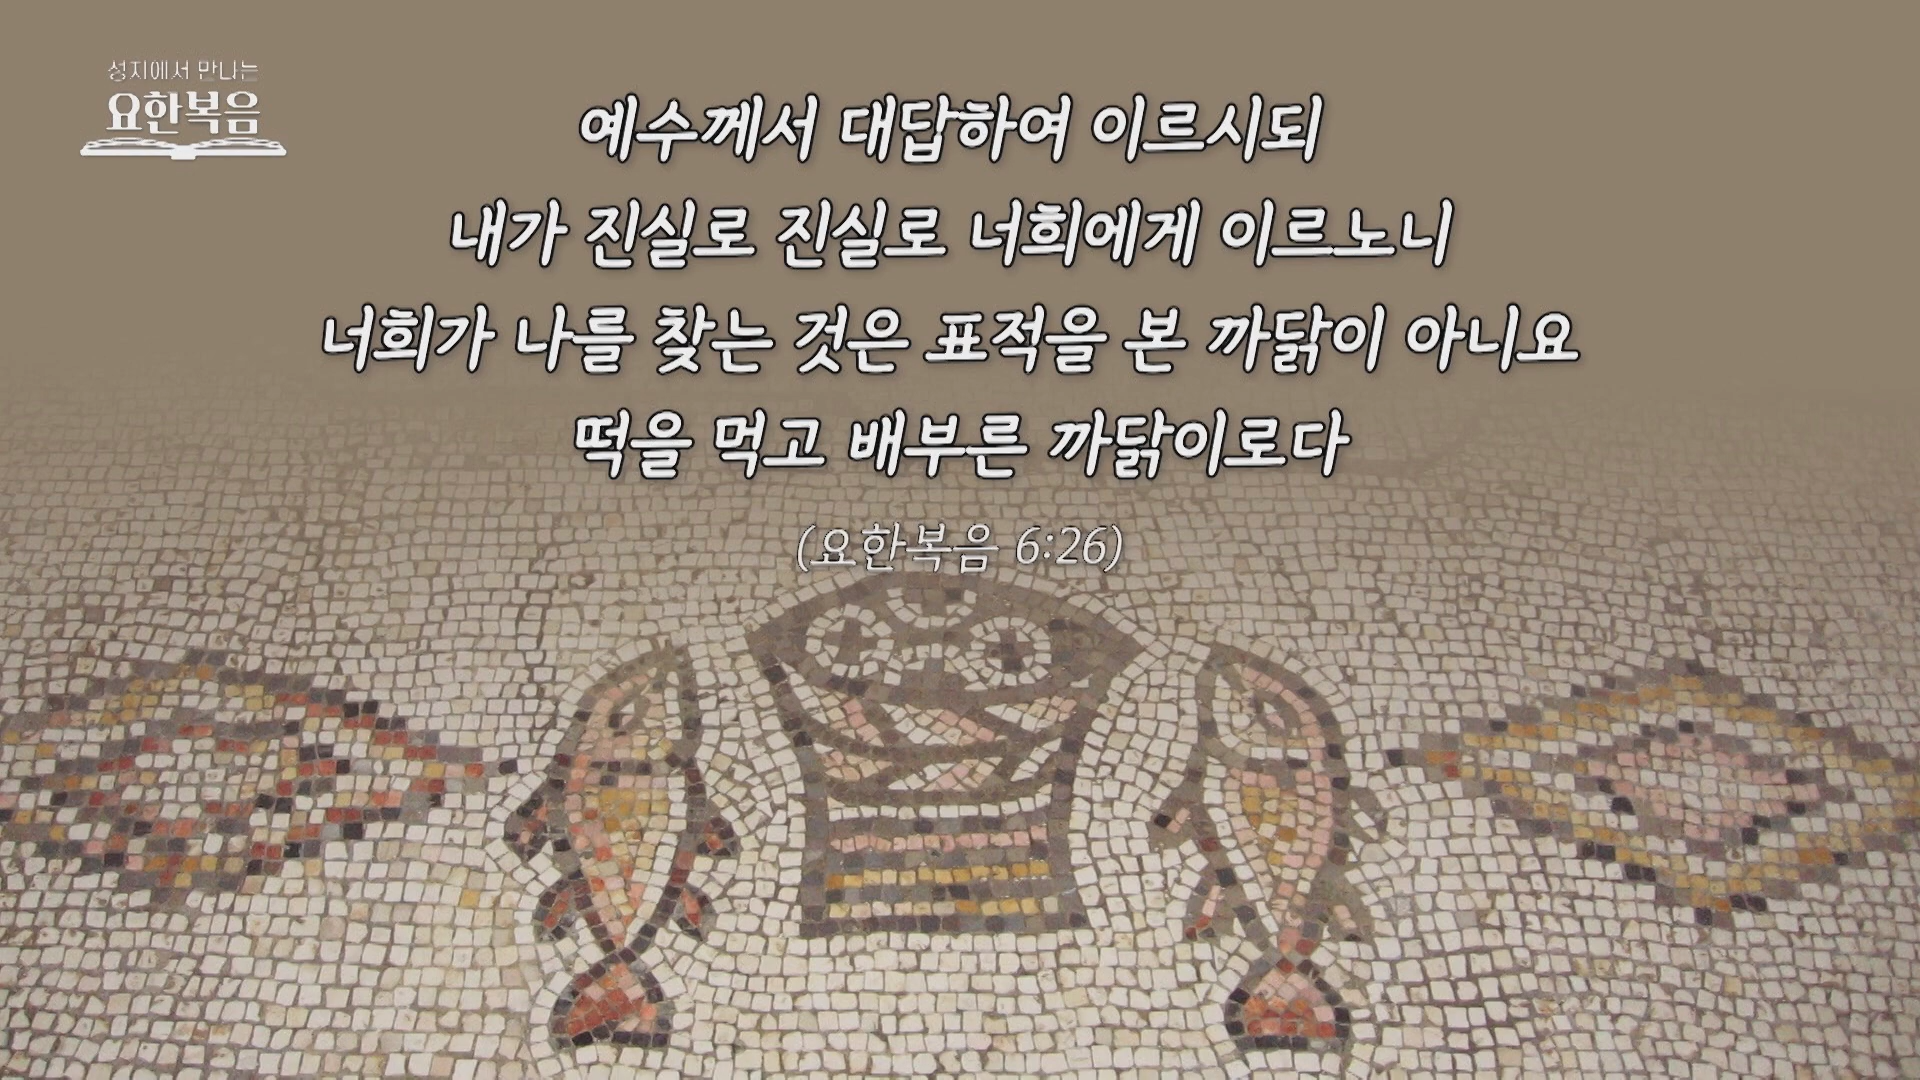 성지에서 만나는
요한복음
예수께서 대답하여 이르시되
내가 진실로 진실로 너희에게 이르노니
너희가 나를 찾는 것은 표적을 본 까닭이 아니요
떡을 먹고 배부른 까닭이로다
(요한복음 6:26)